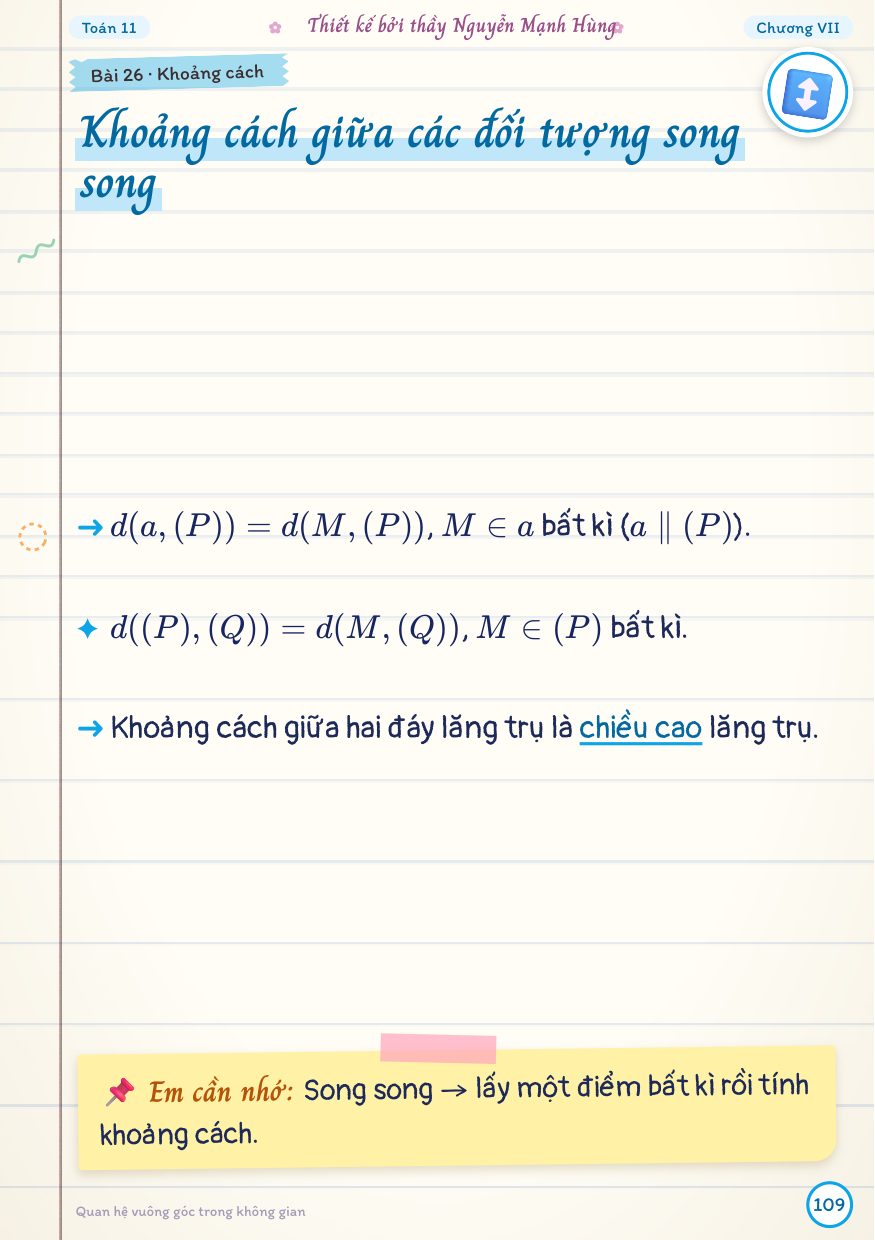 Toán 11
Thiết kế bởi thầy Nguyễn Mạnh Hùng
Chương VII
Bài 26 · Khoảng cách
Khoảng cách giữa các đối tượng song
song
→ d(a, (P)) = d(M, (P)), M ∈ a bất kì (a ∥ (P)).
✦ d((P), (Q)) = d(M, (Q)), M ∈ (P) bất kì.
→ Khoảng cách giữa hai đáy lăng trụ là chiều cao lăng trụ.
📌 Em cần nhớ: Song song → lấy một điểm bất kì rồi tính
khoảng cách.
Quan hệ vuông góc trong không gian
109